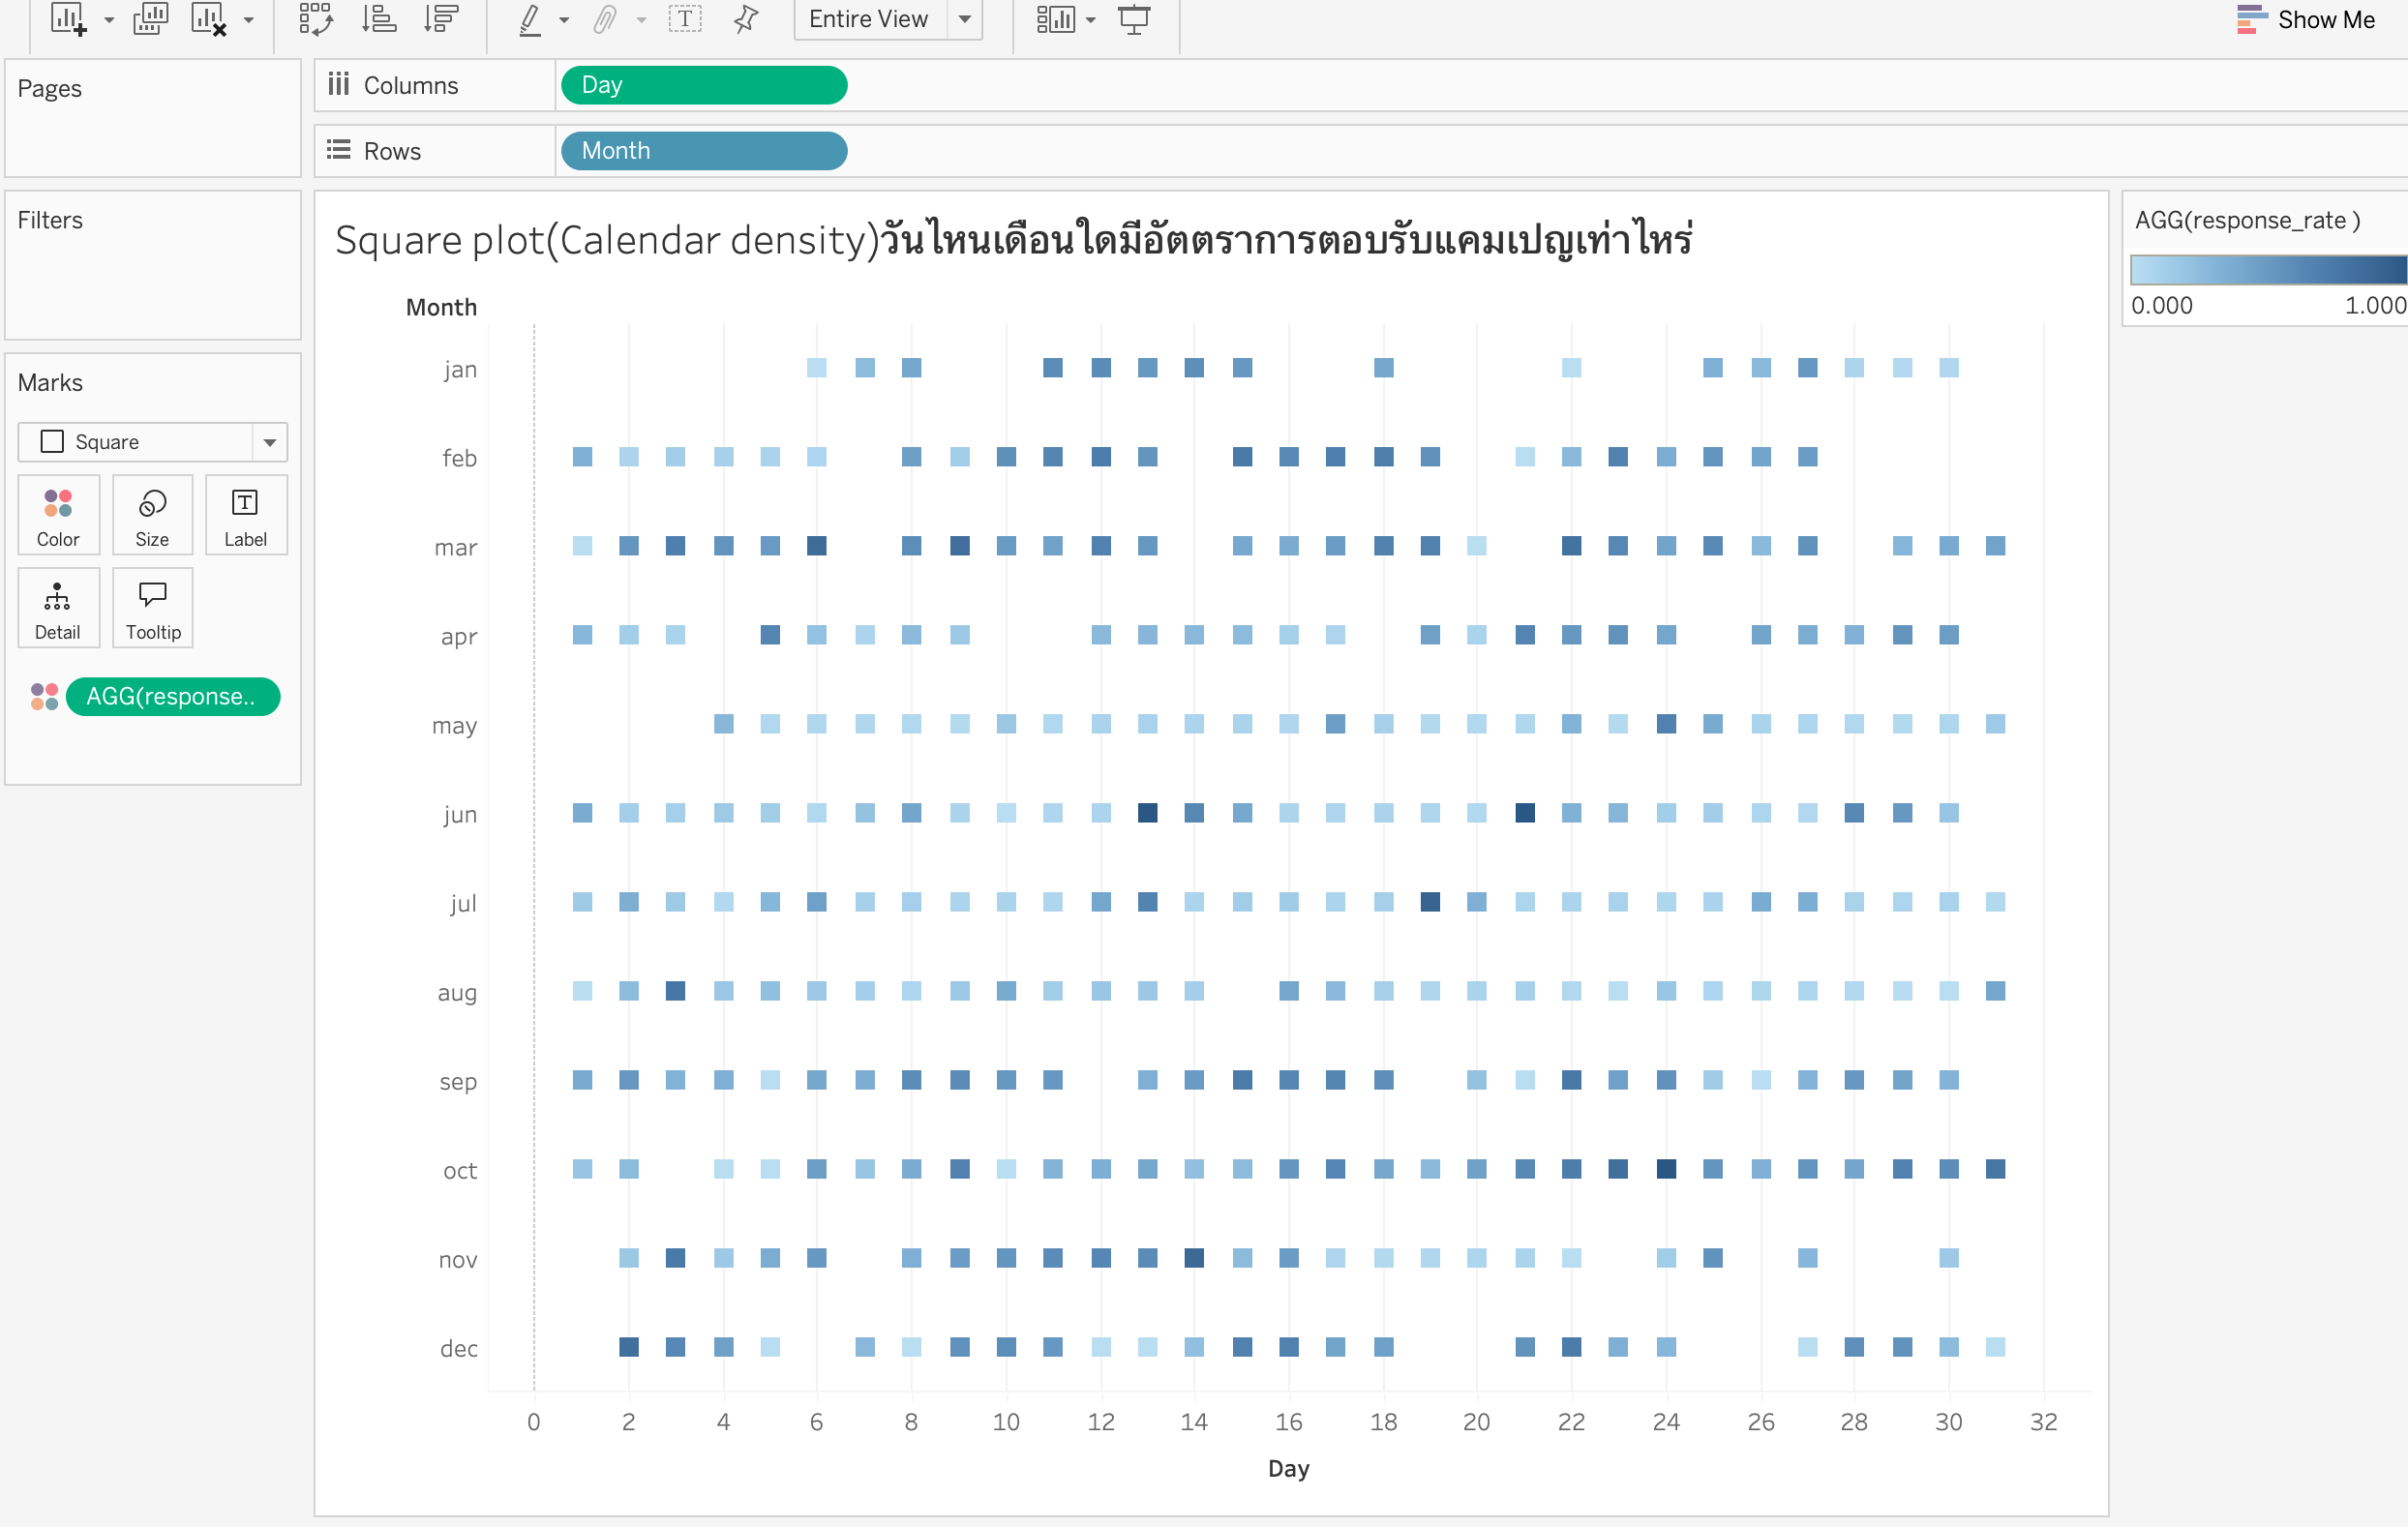 Entire View
Show Me
Pages
Columns
Day
Rows
Month
Filters
Square plot(Calendar density)วันไหนเดือนใดมีอัตตราการตอบรับแคมเปญเท่าไหร่
AGG(response_rate )
0.000 1.000
Marks
Square
Color
Size
T
Label
Detail
Tooltip
AGG(response..
Month
jan
feb
mar
apr
may
jun
jul
aug
sep
oct
nov
dec
0 2 4 6 8 10 12 14 16 18 20 22 24 26 28 30 32
Day